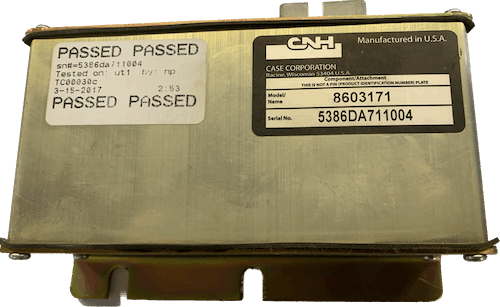 PASSED PASSED
sn#=5386da711004
Tested on: ut1 by: np
TC00030c
3-15-2017 2:53
PASSED PASSED
CNH Manufactured in U.S.A.
CASE CORPORATION
Racine, Wisconsin 53404 U.S.A.
Component/Attachment
THIS IS NOT A PIN (PRODUCT IDENTIFICATION NUMBER) PLATE
Model/Name 8603171
Serial No. 5386DA711004